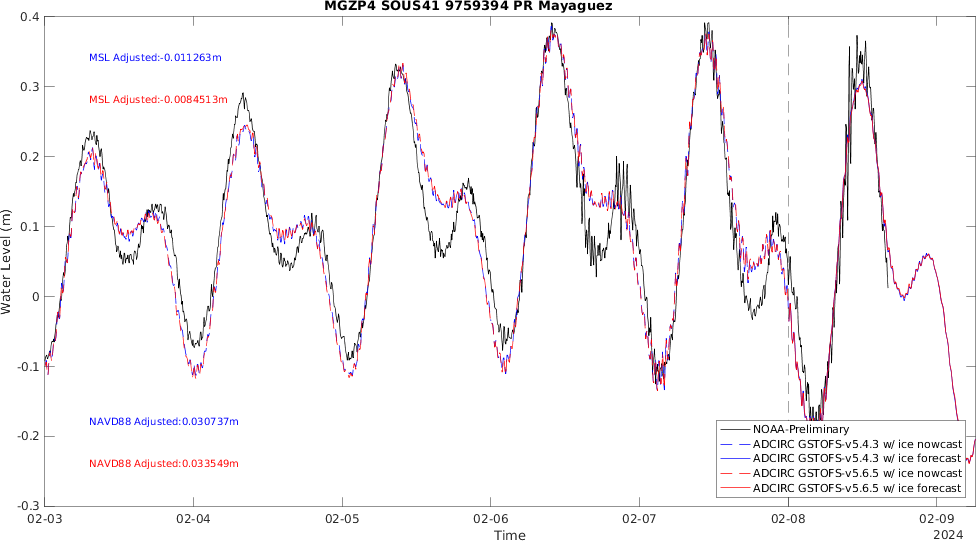 MGZP4 SOUS41 9759394 PR Mayaguez
0.4
MSL Adjusted:-0.011263m
0.3
MSL Adjusted:-0.0084513m
0.2
0.1
Water Level (m)
0
-0.1
-0.2
NAVD88 Adjusted:0.030737m
NAVD88 Adjusted:0.033549m
-0.3
NOAA-Preliminary
ADCIRC GSTOFS-v5.4.3 w/ ice nowcast
ADCIRC GSTOFS-v5.4.3 w/ ice forecast
ADCIRC GSTOFS-v5.6.5 w/ ice nowcast
ADCIRC GSTOFS-v5.6.5 w/ ice forecast
02-03 02-04 02-05 02-06 02-07 02-08 02-09
Time
2024